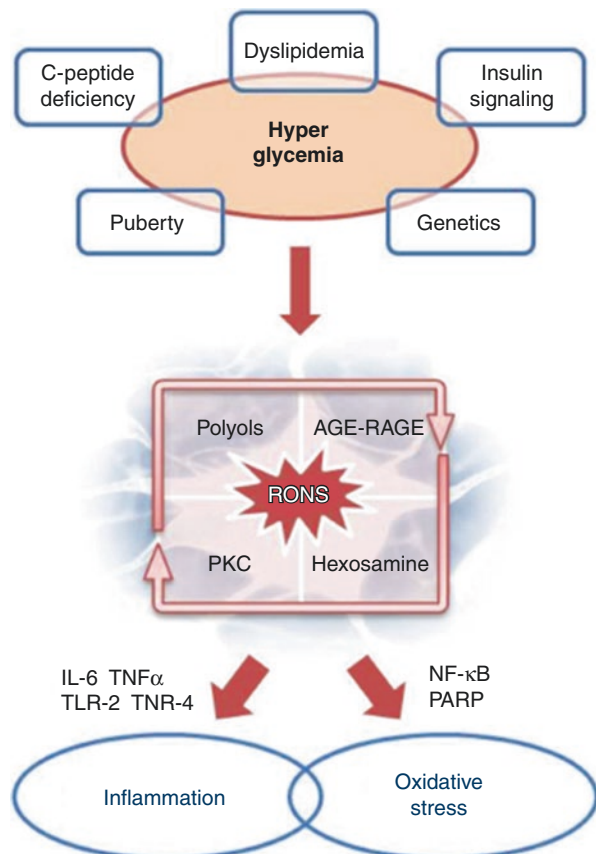 Dyslipidemia
C-peptide
deficiency
Insulin
signaling
Hyper
glycemia
Puberty
Genetics
Polyols
AGE-RAGE
RONS
PKC
Hexosamine
IL-6 TNFα
TLR-2 TNR-4
NF-κB
PARP
Inflammation
Oxidative
stress